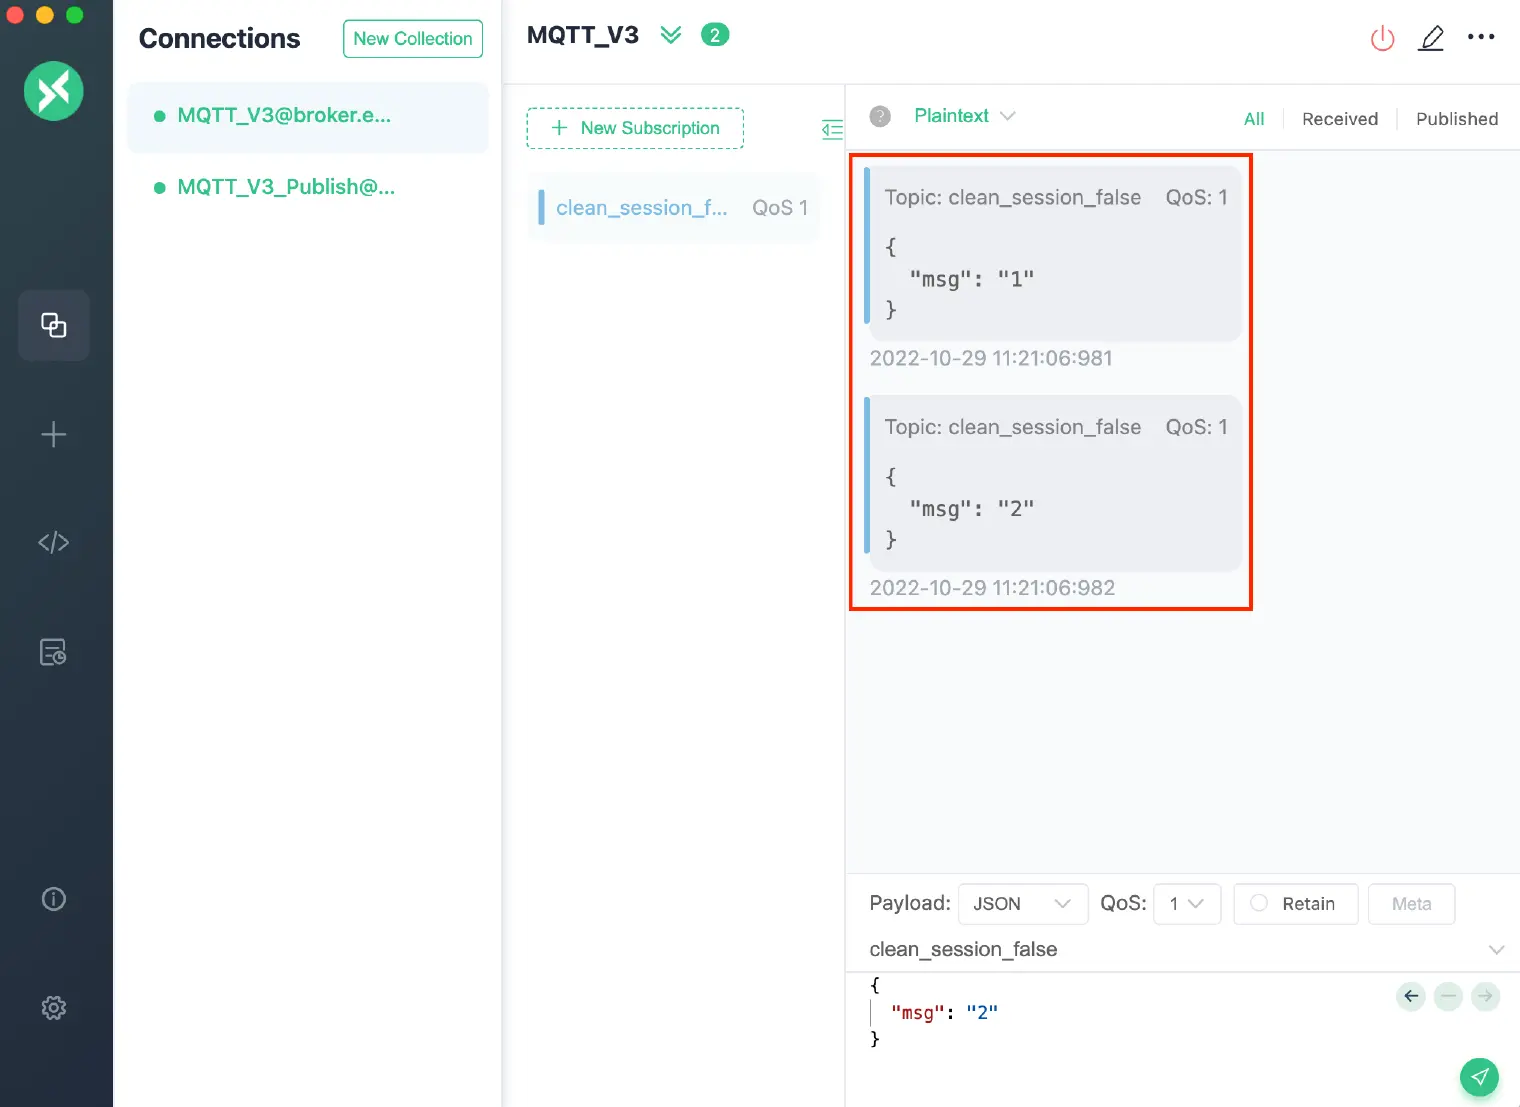 Connections
New Collection
MQTT_V3@broker.e...
MQTT_V3_Publish@...
MQTT_V3
2
New Subscription
clean_session_f...
QoS 1
?
Plaintext
All
Received
Published
Topic: clean_session_false QoS: 1
{
"msg": "1"
}
2022-10-29 11:21:06:981
Topic: clean_session_false QoS: 1
{
"msg": "2"
}
2022-10-29 11:21:06:982
Payload: JSON QoS: 1 Retain Meta
clean_session_false
{
"msg": "2"
}